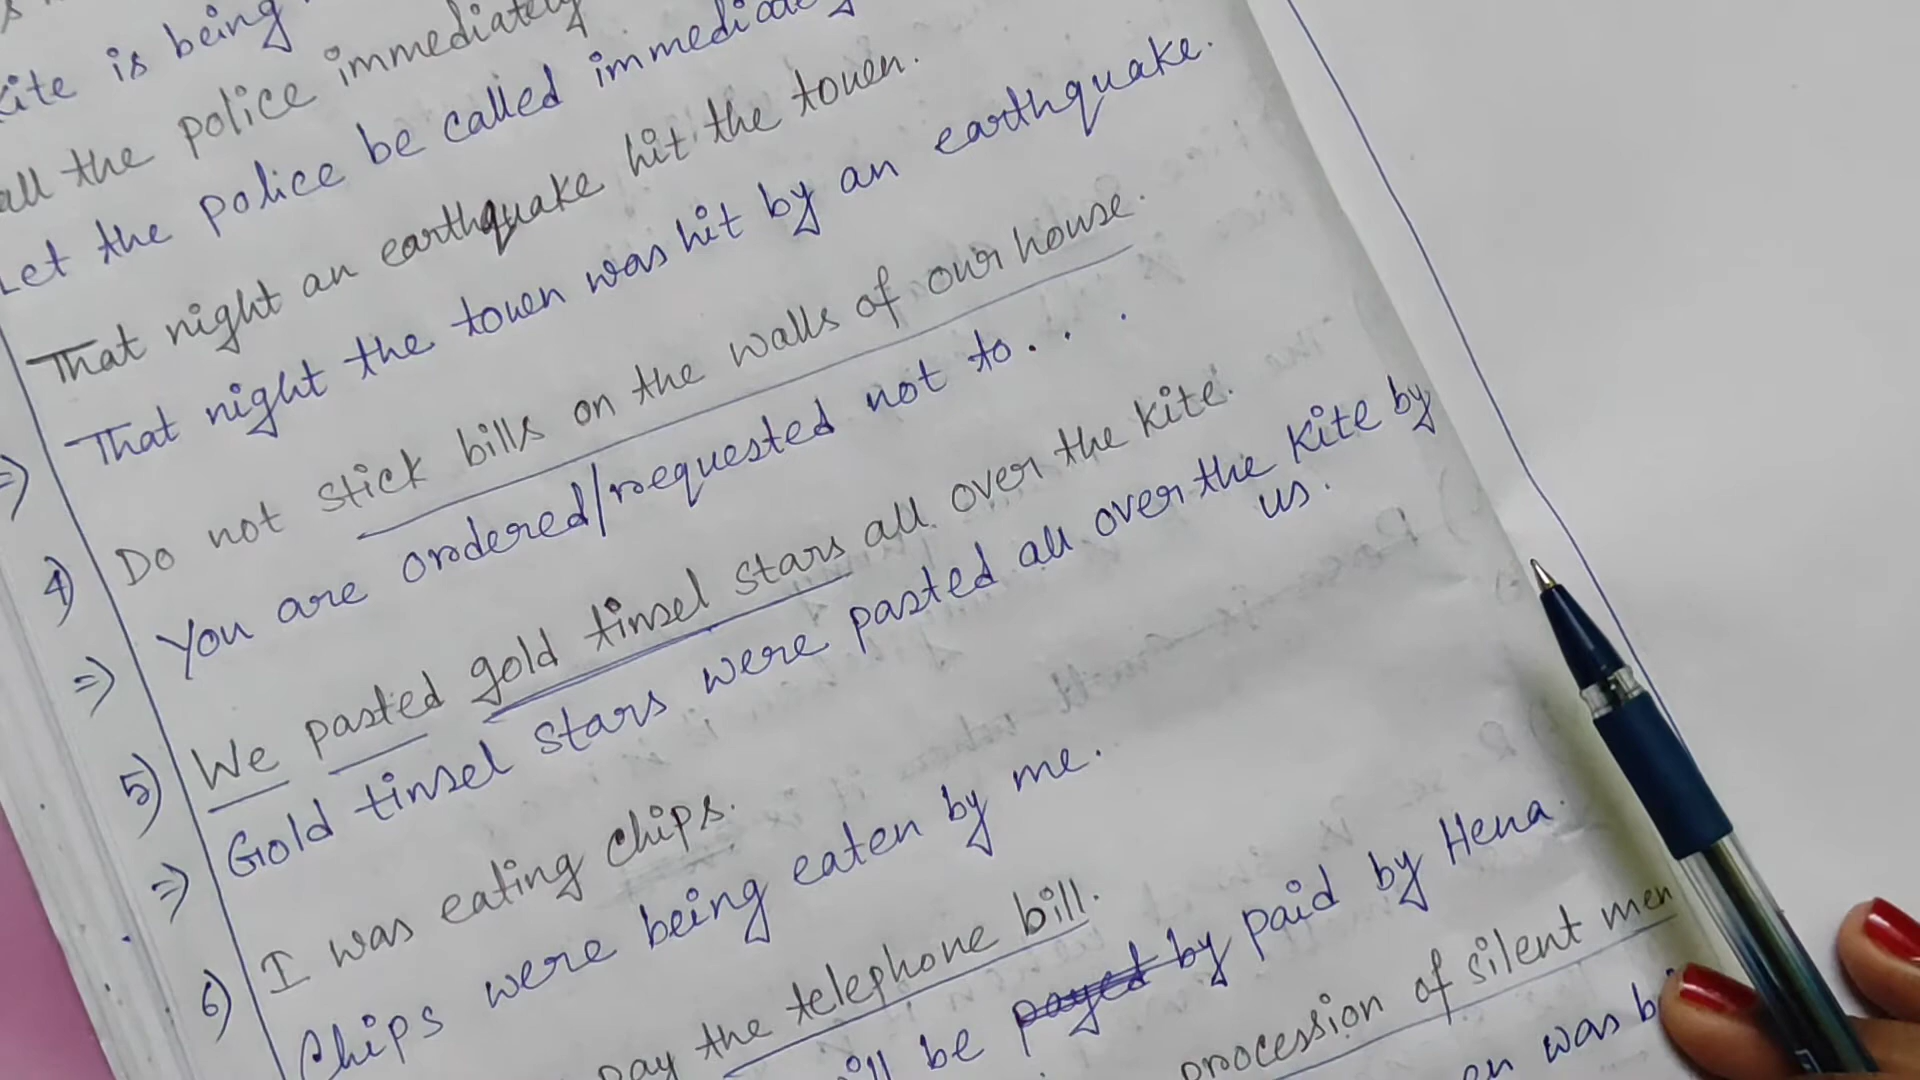 kite is being
all the police immediately
Let the police be called immediately
That night an earthquake hit the town.
=> That night the town was hit by an earthquake.
4) Do not stick bills on the walls of our house.
=> You are ordered/requested not to . . .
5) We pasted gold tinsel stars all over the kite.
=> Gold tinsel stars were pasted all over the kite by us.
6) I was eating chips.
Chips were being eaten by me.
pay the telephone bill.
be payed by paid by Hena.
procession of silent men
was b